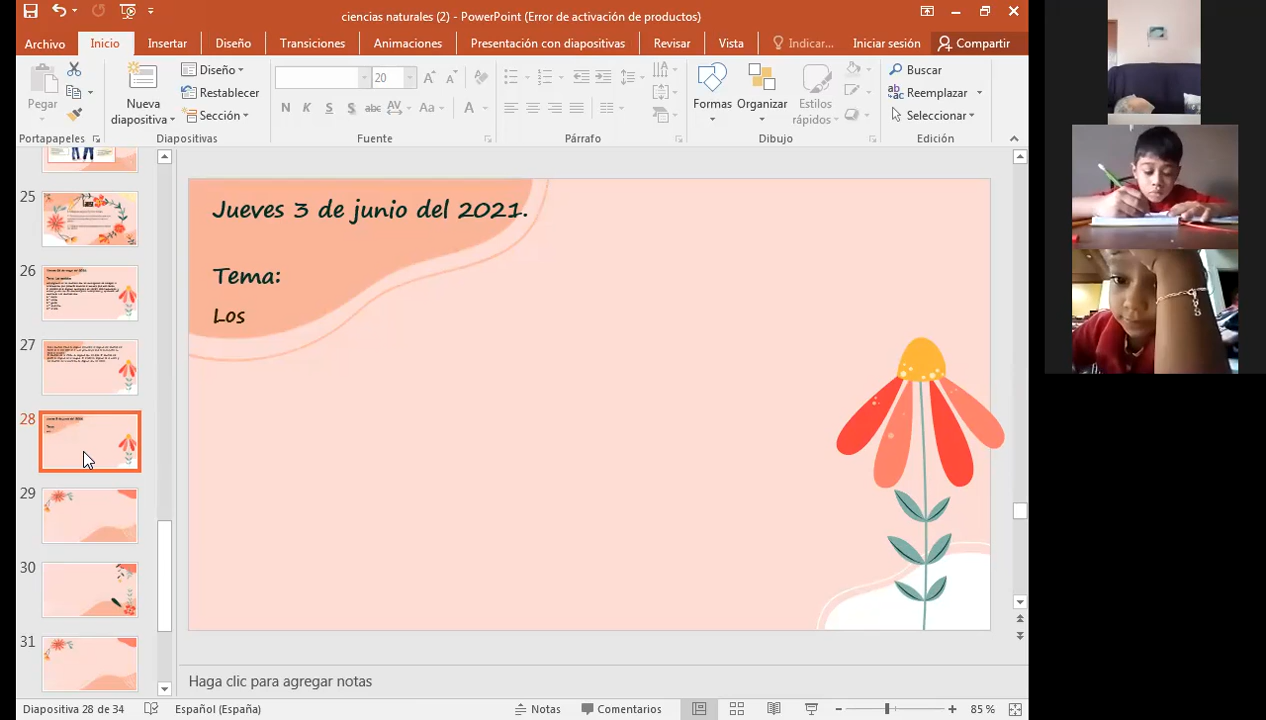 ciencias naturales (2) - PowerPoint (Error de activación de productos)
Archivo Inicio Insertar Diseño Transiciones Animaciones Presentación con diapositivas Revisar Vista Indicar... Iniciar sesión Compartir
Pegar
Nueva diapositiva
Diseño
Restablecer
Sección
20
N K S abc AV Aa A
Formas
Organizar
Estilos rápidos
Buscar
Reemplazar
Seleccionar
Portapapeles Diapositivas Fuente Párrafo Dibujo Edición
25
26
27
28
29
30
31
Jueves 3 de junio del 2021.
Tema:
Los
Haga clic para agregar notas
Diapositiva 28 de 34 Español (España) Notas Comentarios 85 %